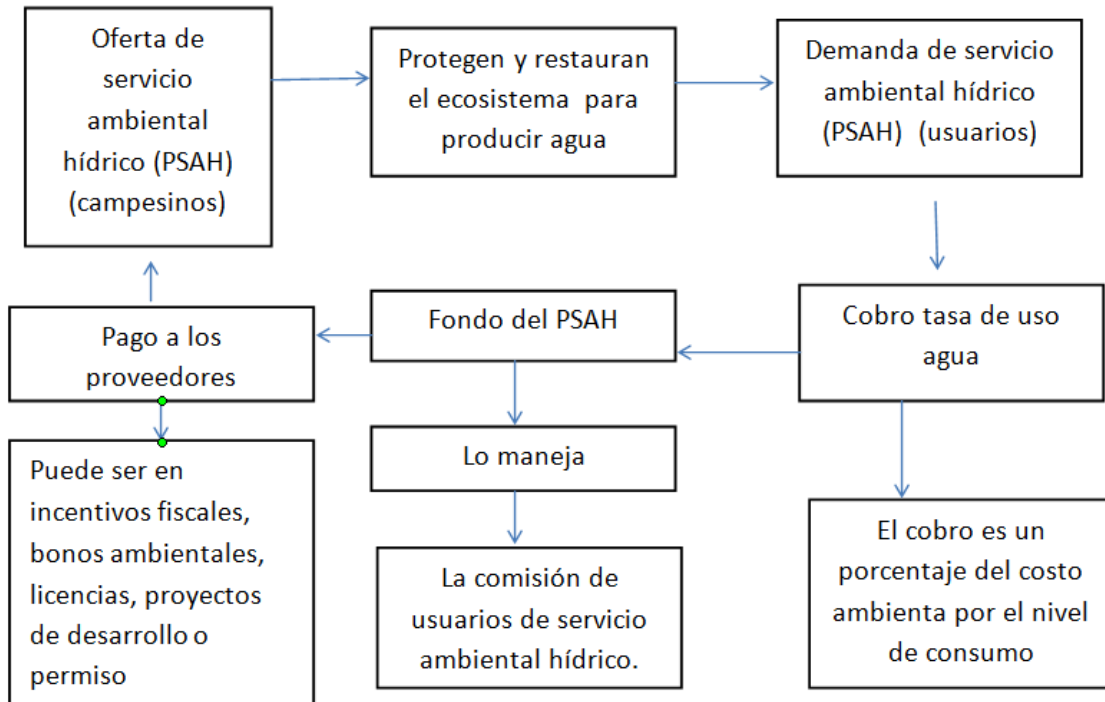 Oferta de
servicio
ambiental
hídrico (PSAH)
(campesinos)
Protegen y restauran
el ecosistema para
producir agua
Demanda de servicio
ambiental hídrico
(PSAH) (usuarios)
Cobro tasa de uso
agua
Fondo del PSAH
Pago a los
proveedores
Puede ser en
incentivos fiscales,
bonos ambientales,
licencias, proyectos
de desarrollo o
permiso
Lo maneja
La comisión de
usuarios de servicio
ambiental hídrico.
El cobro es un
porcentaje del costo
ambienta por el nivel
de consumo